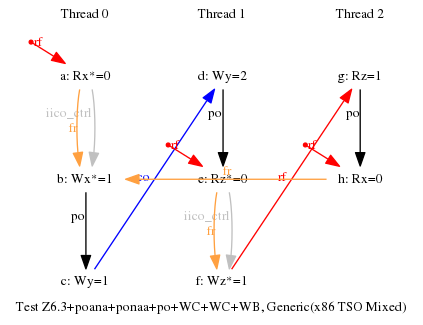 Thread 0 Thread 1 Thread 2
rf
a: Rx*=0 d: Wy=2 g: Rz=1
iico_ctrl po po
fr
rf rf
b: Wx*=1 co e: Rz*=0 fr rf h: Rx=0
po iico_ctrl
fr
c: Wy=1 f: Wz*=1
Test Z6.3+poana+ponaa+po+WC+WC+WB, Generic(x86 TSO Mixed)